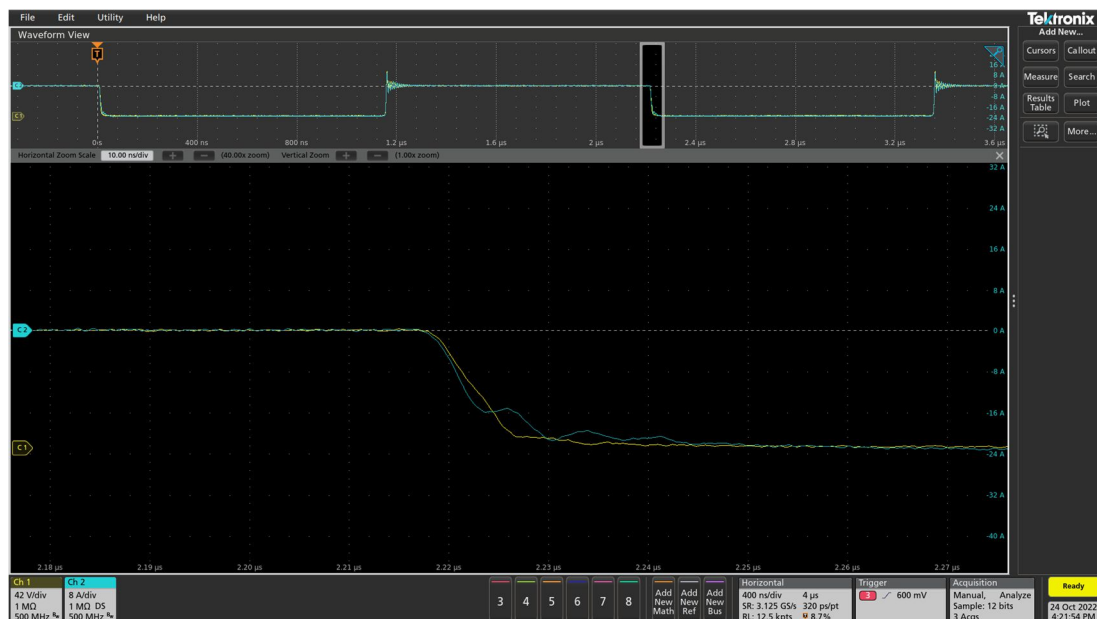 File Edit Utility Help
Tektronix
Waveform View
Add New...
T
Cursors Callout
16 A
C2
8 A
0 A
Measure Search
-8 A
-16 A
Results Table Plot
C1
-24 A
-32 A
More...
0 s 400 ns 800 ns 1.2 µs 1.6 µs 2 µs 2.4 µs 2.8 µs 3.2 µs 3.6 µs
Horizontal Zoom Scale 10.00 ns/div + − (40.00x zoom) Vertical Zoom + − (1.00x zoom)
32 A
24 A
16 A
8 A
C2 0 A
-8 A
-16 A
C1
-24 A
-32 A
-40 A
2.18 µs 2.19 µs 2.20 µs 2.21 µs 2.22 µs 2.23 µs 2.24 µs 2.25 µs 2.26 µs 2.27 µs
Ch 1
42 V/div
1 MΩ
500 MHz Bw
Ch 2
8 A/div
1 MΩ DS
500 MHz Bw
3 4 5 6 7 8
Add New Math
Add New Ref
Add New Bus
Horizontal
400 ns/div 4 µs
SR: 3.125 GS/s 320 ps/pt
RL: 12.5 kpts 8.7%
Trigger
3 600 mV
Acquisition
Manual, Analyze
Sample: 12 bits
3 Acqs
Ready
24 Oct 2022
4:21:54 PM